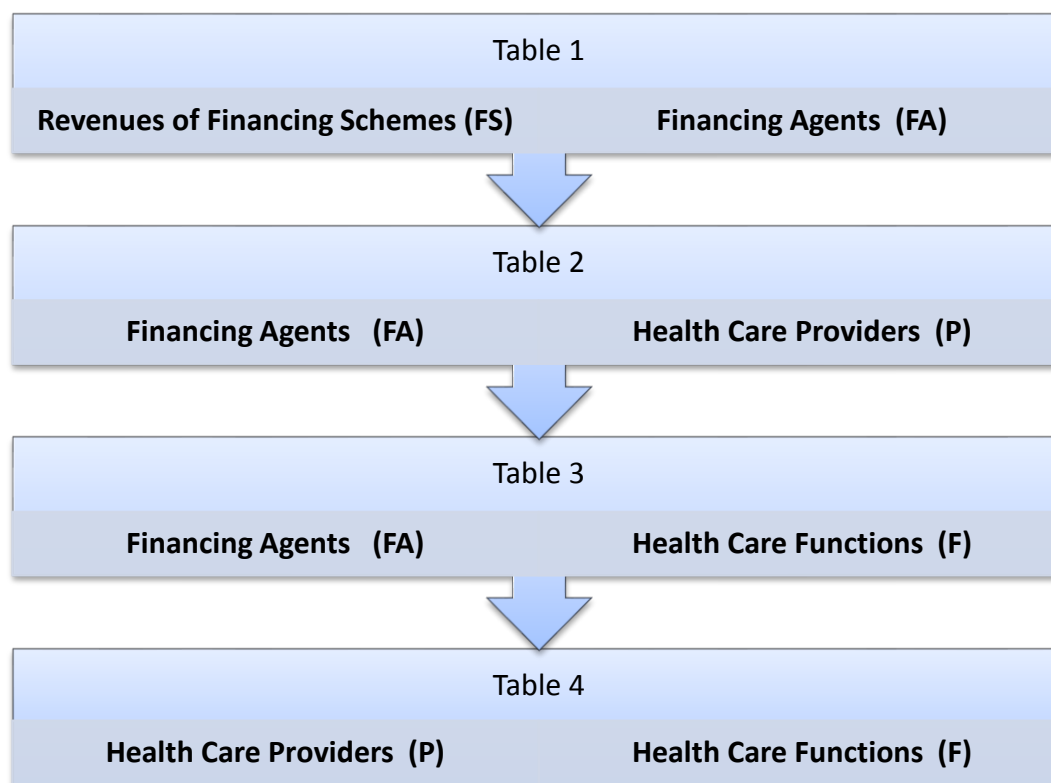 Table 1
Revenues of Financing Schemes (FS) Financing Agents (FA)
Table 2
Financing Agents (FA) Health Care Providers (P)
Table 3
Financing Agents (FA) Health Care Functions (F)
Table 4
Health Care Providers (P) Health Care Functions (F)